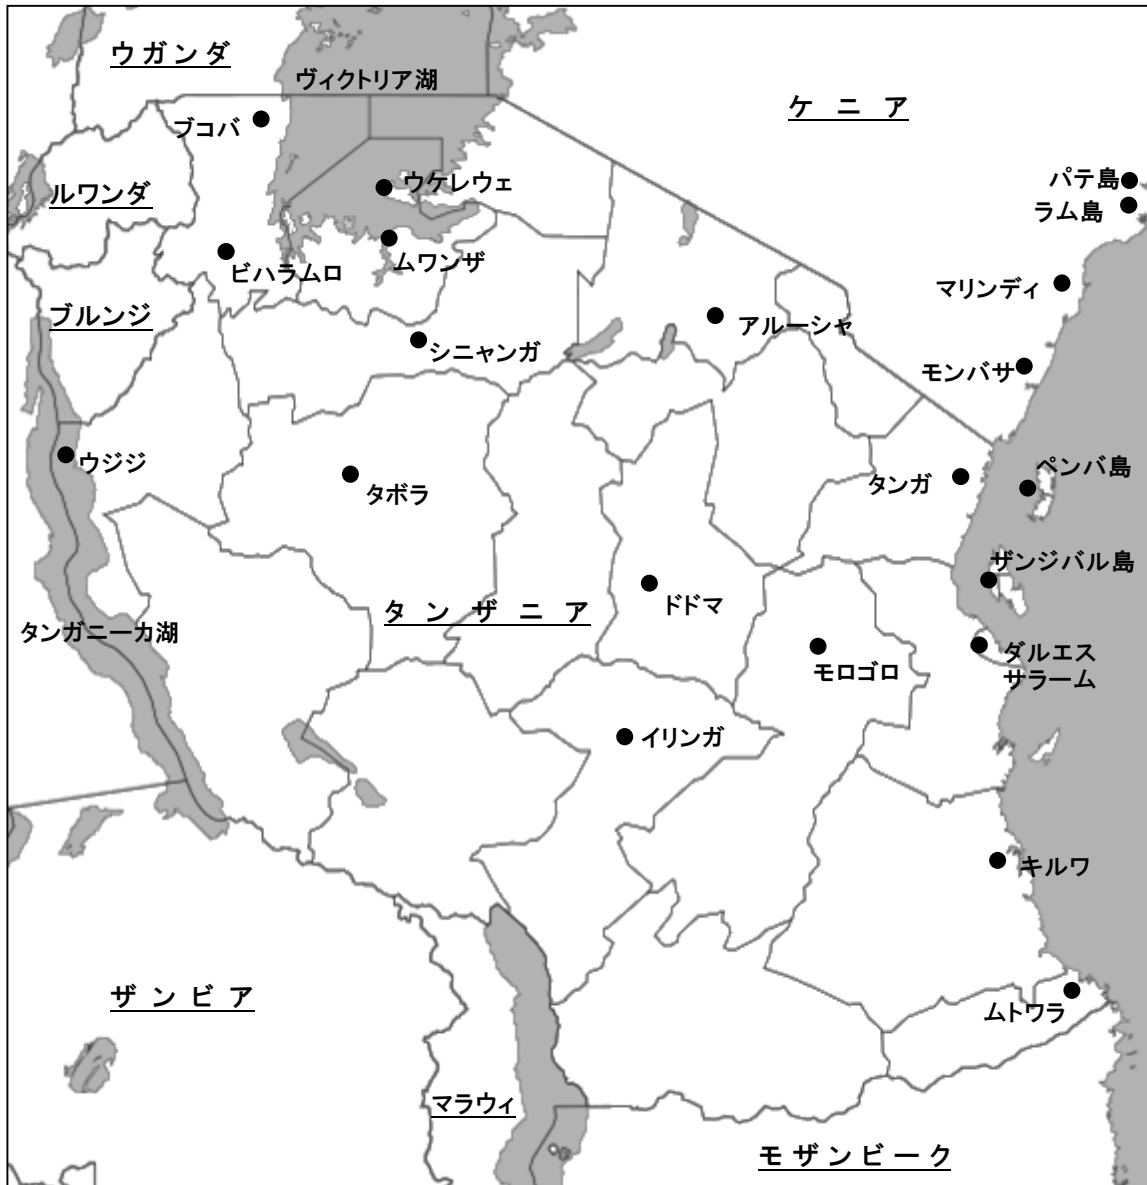 ウガンダ
ヴィクトリア湖
ケニア
ブコバ
パテ島
ウケレウェ
ルワンダ
ラム島
ムワンザ
ビハラムロ
マリンディ
ブルンジ
アルーシャ
シニャンガ
モンバサ
ウジジ
ペンバ島
タンガ
タボラ
ザンジバル島
ドドマ
タンザニア
タンガニーカ湖
ダルエス
サラーム
モロゴロ
イリンガ
キルワ
ザンビア
ムトワラ
マラウィ
モザンビーク